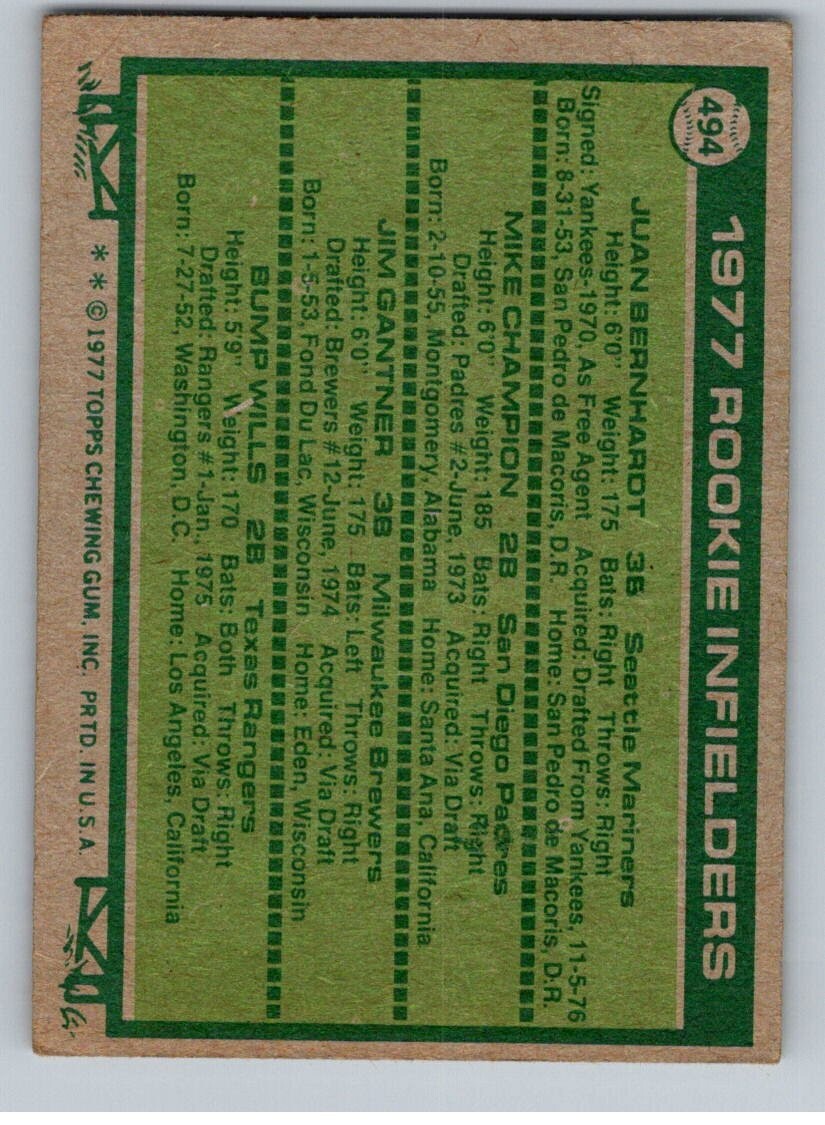 494
1977 ROOKIE INFIELDERS
JUAN BERNHARDT 3B Seattle Mariners
Height: 6'0" Weight: 175 Bats: Right Throws: Right
Signed: Yankees-1970, As Free Agent Acquired: Drafted From Yankees, 11-5-76
Born: 8-31-53, San Pedro de Macoris, D.R. Home: San Pedro de Macoris, D.R.
MIKE CHAMPION 2B San Diego Padres
Height: 6'0" Weight: 185 Bats: Right Throws: Right
Drafted: Padres #2-June, 1973 Acquired: Via Draft
Born: 2-10-55, Montgomery, Alabama Home: Santa Ana, California
JIM GANTNER 3B Milwaukee Brewers
Height: 6'0" Weight: 175 Bats: Left Throws: Right
Drafted: Brewers #12-June, 1974 Acquired: Via Draft
Born: 1-5-53, Fond Du Lac, Wisconsin Home: Eden, Wisconsin
BUMP WILLS 2B Texas Rangers
Height: 5'9" Weight: 170 Bats: Both Throws: Right
Drafted: Rangers #1-Jan., 1975 Acquired: Via Draft
Born: 7-27-52, Washington, D.C. Home: Los Angeles, California
* * © 1977 TOPPS CHEWING GUM, INC. PRTD. IN U.S.A.